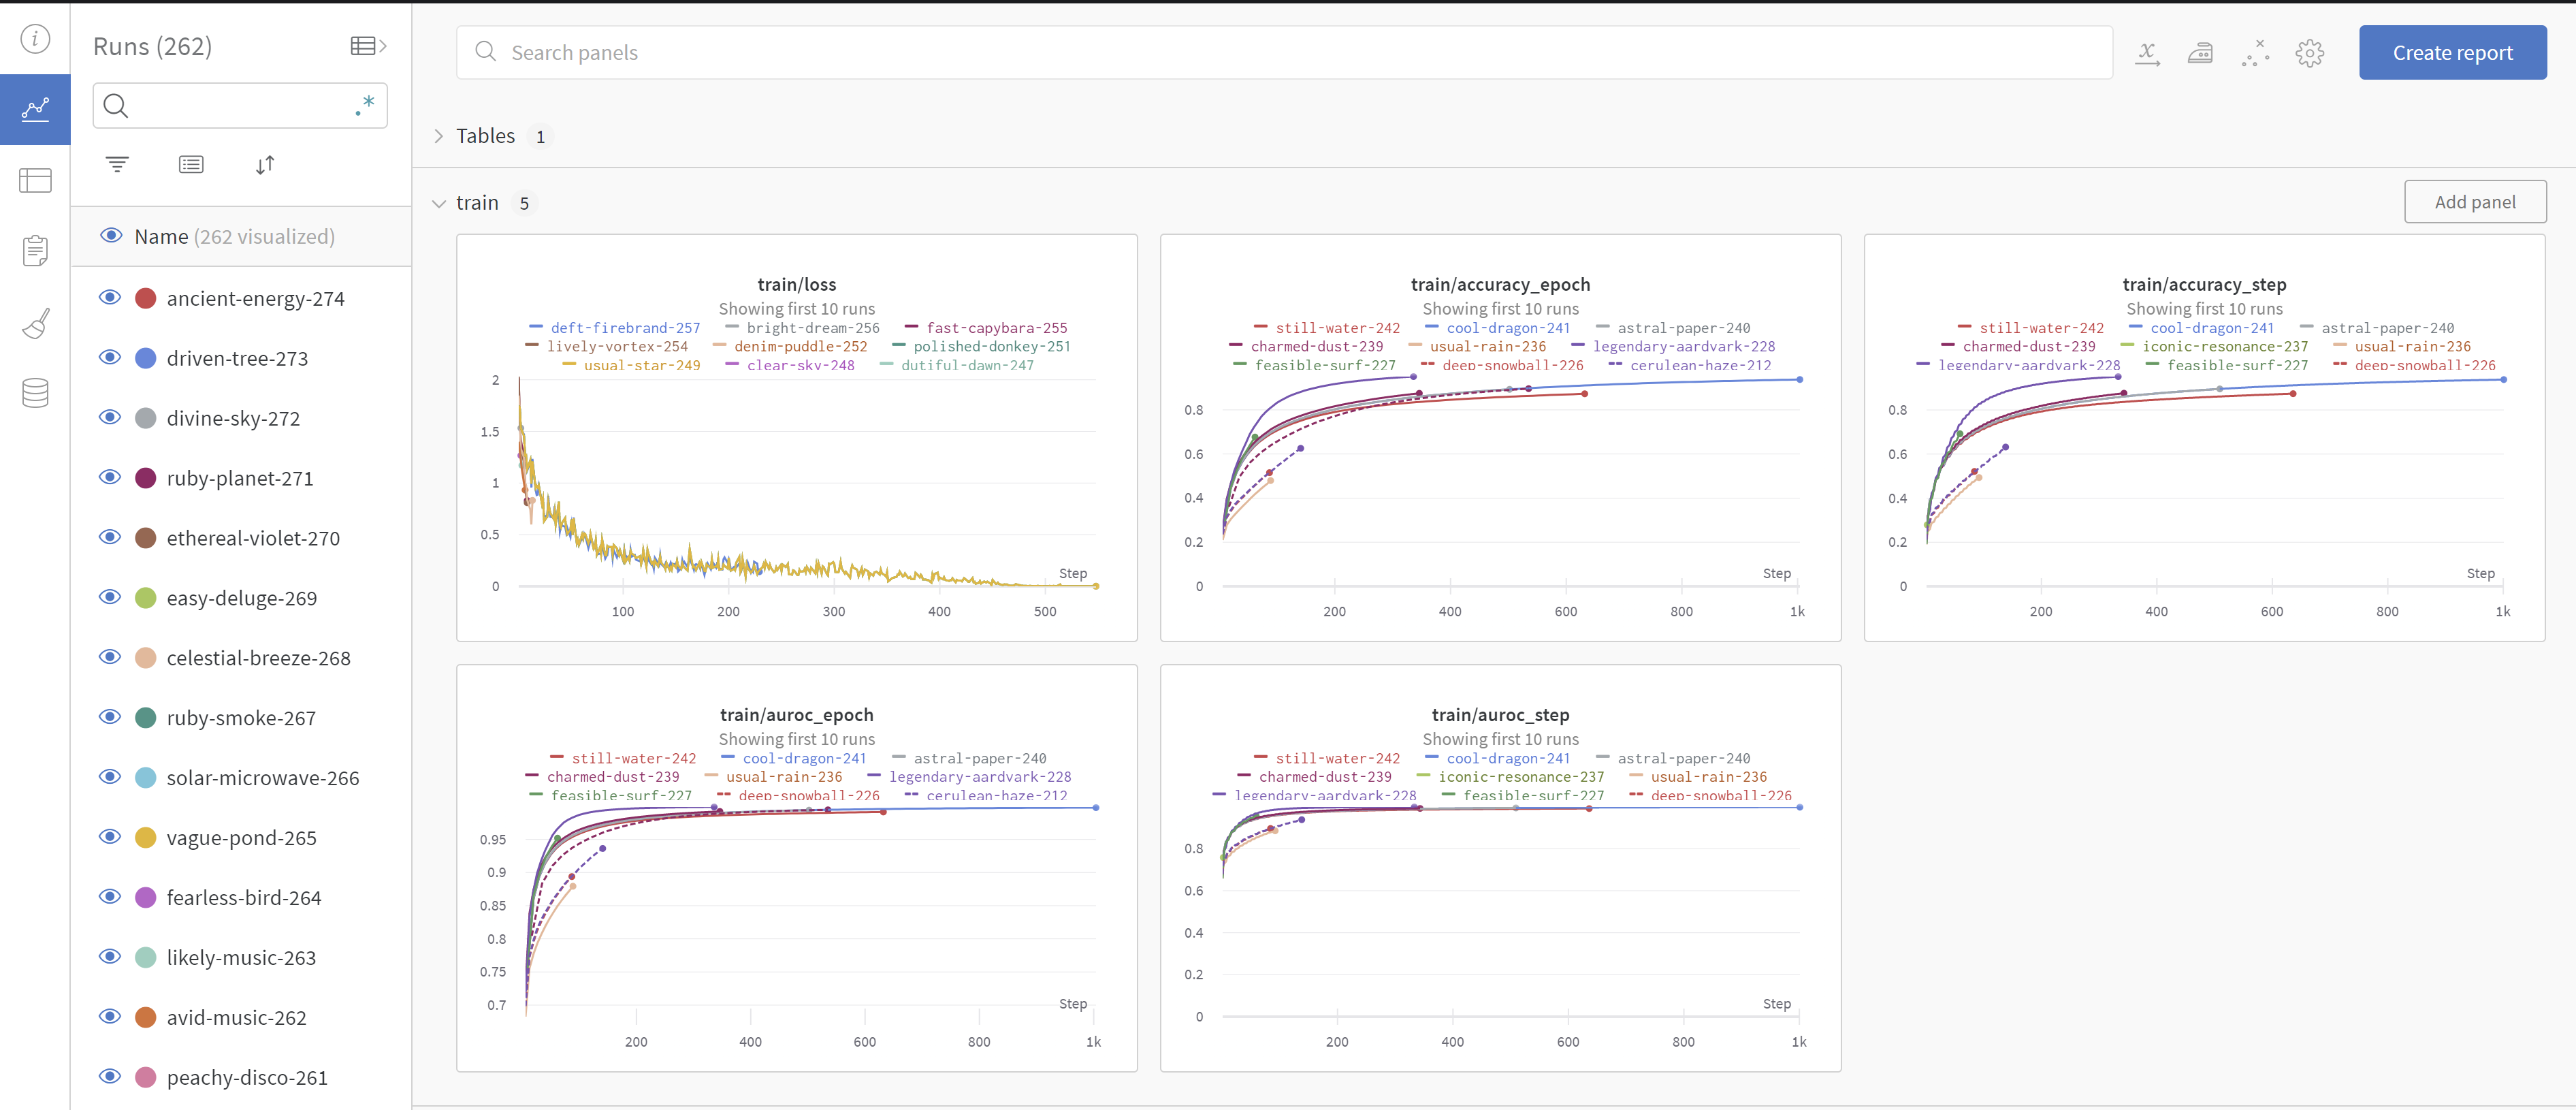 Runs (262)
.*
Name (262 visualized)
ancient-energy-274
driven-tree-273
divine-sky-272
ruby-planet-271
ethereal-violet-270
easy-deluge-269
celestial-breeze-268
ruby-smoke-267
solar-microwave-266
vague-pond-265
fearless-bird-264
likely-music-263
avid-music-262
peachy-disco-261
Search panels
Create report
Tables 1
train 5
Add panel
train/loss
Showing first 10 runs
deft-firebrand-257 bright-dream-256 fast-capybara-255
lively-vortex-254 denim-puddle-252 polished-donkey-251
usual-star-249 clear-sky-248 dutiful-dawn-247
2
1.5
1
0.5
0
Step
100 200 300 400 500
train/accuracy_epoch
Showing first 10 runs
still-water-242 cool-dragon-241 astral-paper-240
charmed-dust-239 usual-rain-236 legendary-aardvark-228
feasible-surf-227 deep-snowball-226 cerulean-haze-212
0.8
0.6
0.4
0.2
0
Step
200 400 600 800 1k
train/accuracy_step
Showing first 10 runs
still-water-242 cool-dragon-241 astral-paper-240
charmed-dust-239 iconic-resonance-237 usual-rain-236
legendary-aardvark-228 feasible-surf-227 deep-snowball-226
0.8
0.6
0.4
0.2
0
Step
200 400 600 800 1k
train/auroc_epoch
Showing first 10 runs
still-water-242 cool-dragon-241 astral-paper-240
charmed-dust-239 usual-rain-236 legendary-aardvark-228
feasible-surf-227 deep-snowball-226 cerulean-haze-212
0.95
0.9
0.85
0.8
0.75
0.7
Step
200 400 600 800 1k
train/auroc_step
Showing first 10 runs
still-water-242 cool-dragon-241 astral-paper-240
charmed-dust-239 iconic-resonance-237 usual-rain-236
legendary-aardvark-228 feasible-surf-227 deep-snowball-226
0.8
0.6
0.4
0.2
0
Step
200 400 600 800 1k